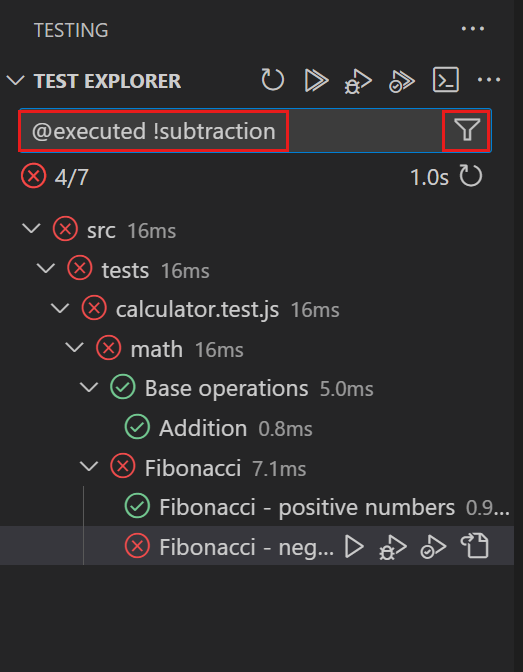 TESTING
TEST EXPLORER
@executed !subtraction
4/7 1.0s
src 16ms
tests 16ms
calculator.test.js 16ms
math 16ms
Base operations 5.0ms
Addition 0.8ms
Fibonacci 7.1ms
Fibonacci - positive numbers 0.9...
Fibonacci - neg...